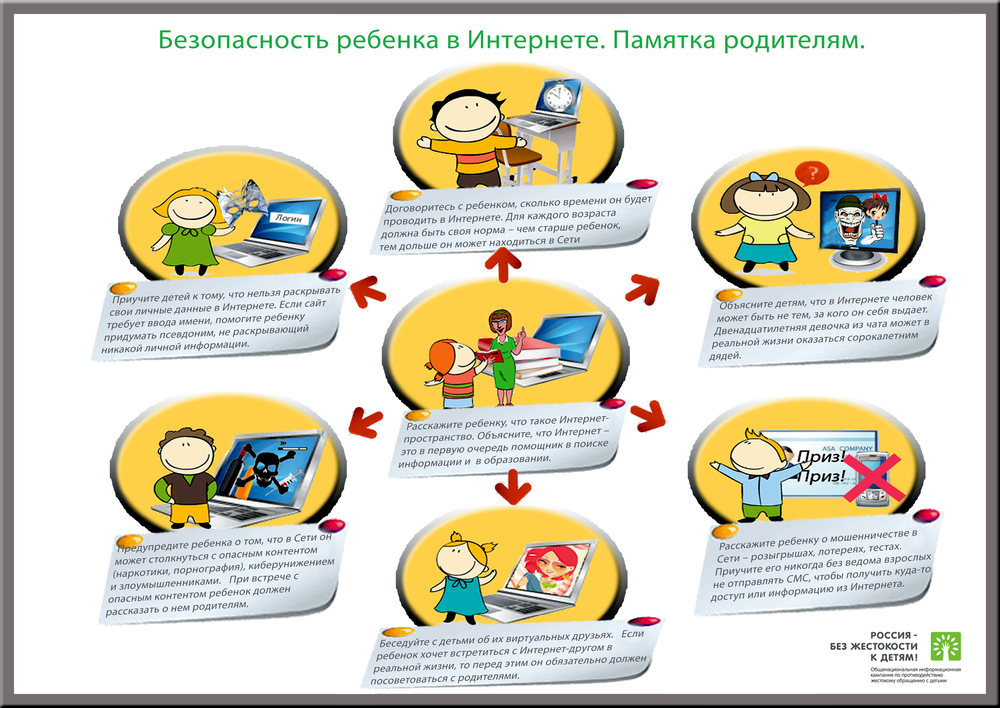 Безопасность ребенка в Интернете. Памятка родителям.
Договоритесь с ребенком, сколько времени он будет
проводить в Интернете. Для каждого возраста
должна быть своя норма – чем старше ребенок,
тем дольше он может находиться в Сети
Логин
Приучите детей к тому, что нельзя раскрывать
свои личные данные в Интернете. Если сайт
требует ввода имени, помогите ребенку
придумать псевдоним, не раскрывающий
никакой личной информации.
?
Объясните детям, что в Интернете человек
может быть не тем, за кого он себя выдает.
Двенадцатилетняя девочка из чата может в
реальной жизни оказаться сорокалетним
дядей.
Расскажите ребенку, что такое Интернет-
пространство. Объясните, что Интернет –
это в первую очередь помощник в поиске
информации и в образовании.
Предупредите ребенка о том, что в Сети он
может столкнуться с опасным контентом
(наркотики, порнография), киберунижением
и злоумышленниками. При встрече с
опасным контентом ребенок должен
рассказать о нем родителям.
ASA COMPANY
Приз!
Приз!
Расскажите ребенку о мошенничестве в
Сети – розыгрышах, лотереях, тестах.
Приучите его никогда без ведома взрослых
не отправлять СМС, чтобы получить куда-то
доступ или информацию из Интернета.
Беседуйте с детьми об их виртуальных друзьях. Если
ребенок хочет встретиться с Интернет-другом в
реальной жизни, то перед этим он обязательно должен
посоветоваться с родителями.
РОССИЯ -
БЕЗ ЖЕСТОКОСТИ
К ДЕТЯМ!
Общенациональная информационная
кампания по противодействию
жестокому обращению с детьми